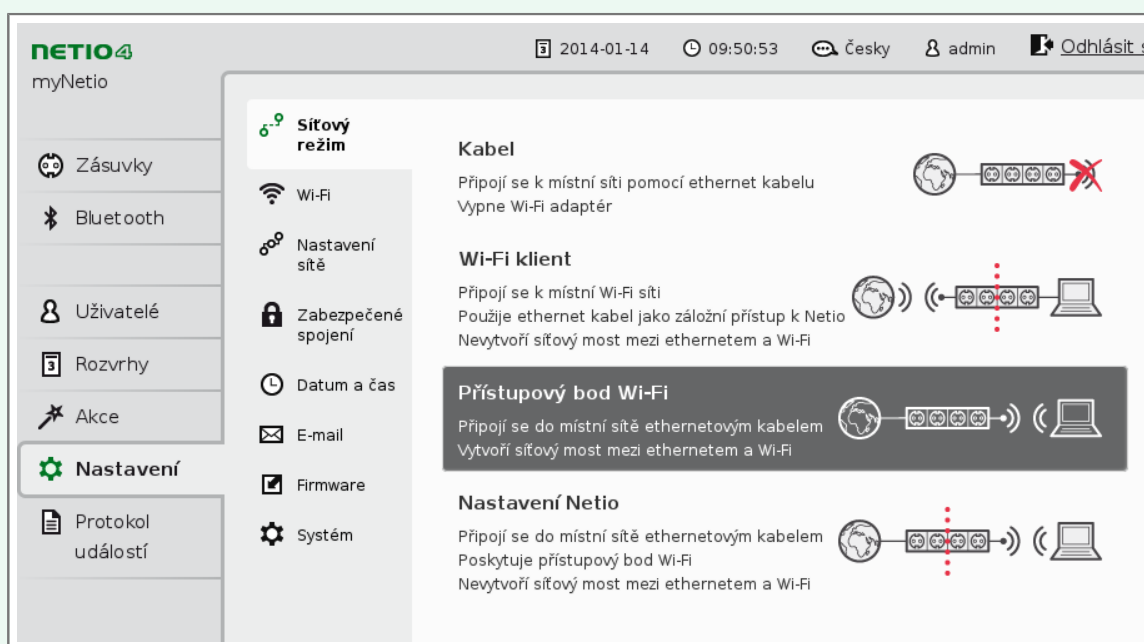 NETIO4
myNetio
3 2014-01-14 09:50:53 Česky admin Odhlásit
Zásuvky
Bluetooth
Uživatelé
3 Rozvrhy
Akce
Nastavení
Protokol
událostí
Síťový
režim
Wi-Fi
Nastavení
sítě
Zabezpečené
spojení
Datum a čas
E-mail
Firmware
Systém
Kabel
Připojí se k místní síti pomocí ethernet kabelu
Vypne Wi-Fi adaptér
Wi-Fi klient
Připojí se k místní Wi-Fi síti
Použije ethernet kabel jako záložní přístup k Netio
Nevytvoří síťový most mezi ethernetem a Wi-Fi
Přístupový bod Wi-Fi
Připojí se do místní sítě ethernetovým kabelem
Vytvoří síťový most mezi ethernetem a Wi-Fi
Nastavení Netio
Připojí se do místní sítě ethernetovým kabelem
Poskytuje přístupový bod Wi-Fi
Nevytvoří síťový most mezi ethernetem a Wi-Fi